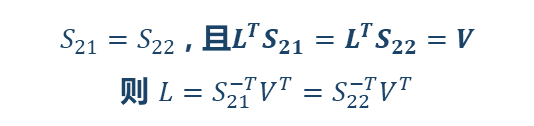 S₂₁ = S₂₂ , 且LᵀS₂₁ = LᵀS₂₂ = V
则 L = S₂₁⁻ᵀVᵀ = S₂₂⁻ᵀVᵀ